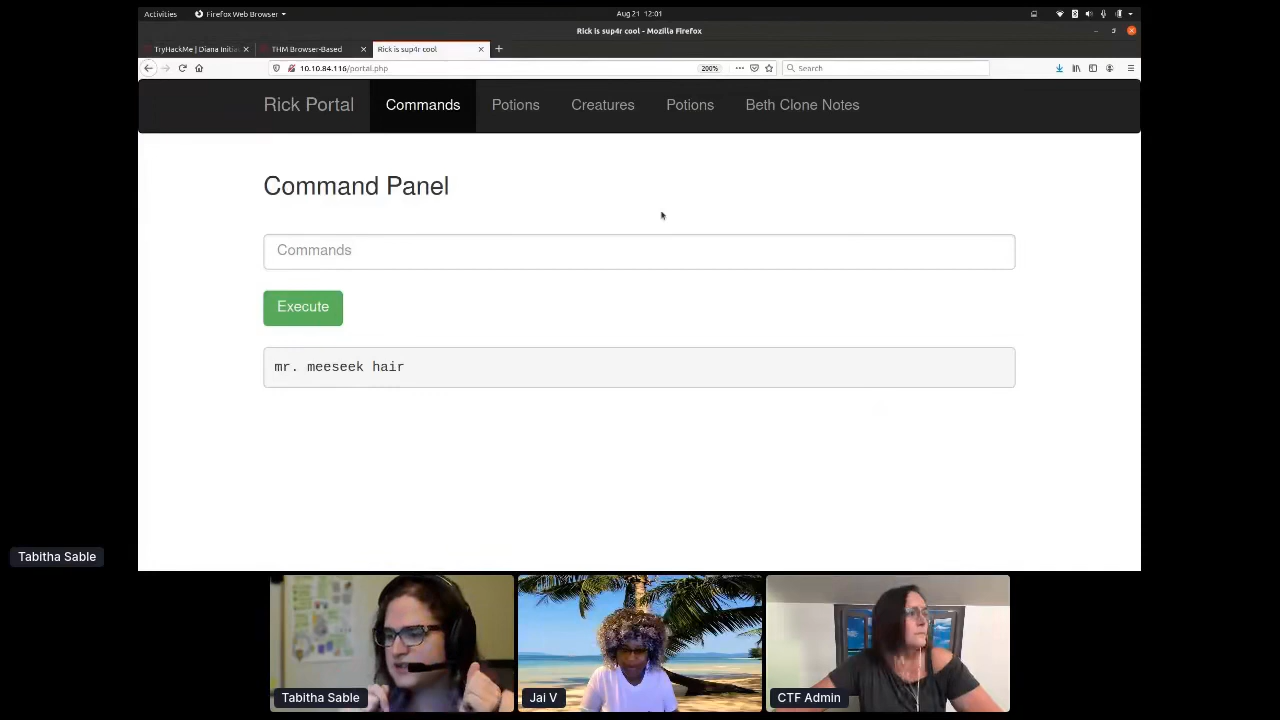 Activities
Firefox Web Browser
Aug 21 12:01
Rick is sup4r cool - Mozilla Firefox
TryHackMe | Diana Initia
THM Browser-Based
Rick is sup4r cool
10.10.84.116/portal.php
200%
Search
Rick Portal
Commands
Potions
Creatures
Potions
Beth Clone Notes
Command Panel
Commands
Execute
mr. meeseek hair
Tabitha Sable
Tabitha Sable
Jai V
CTF Admin